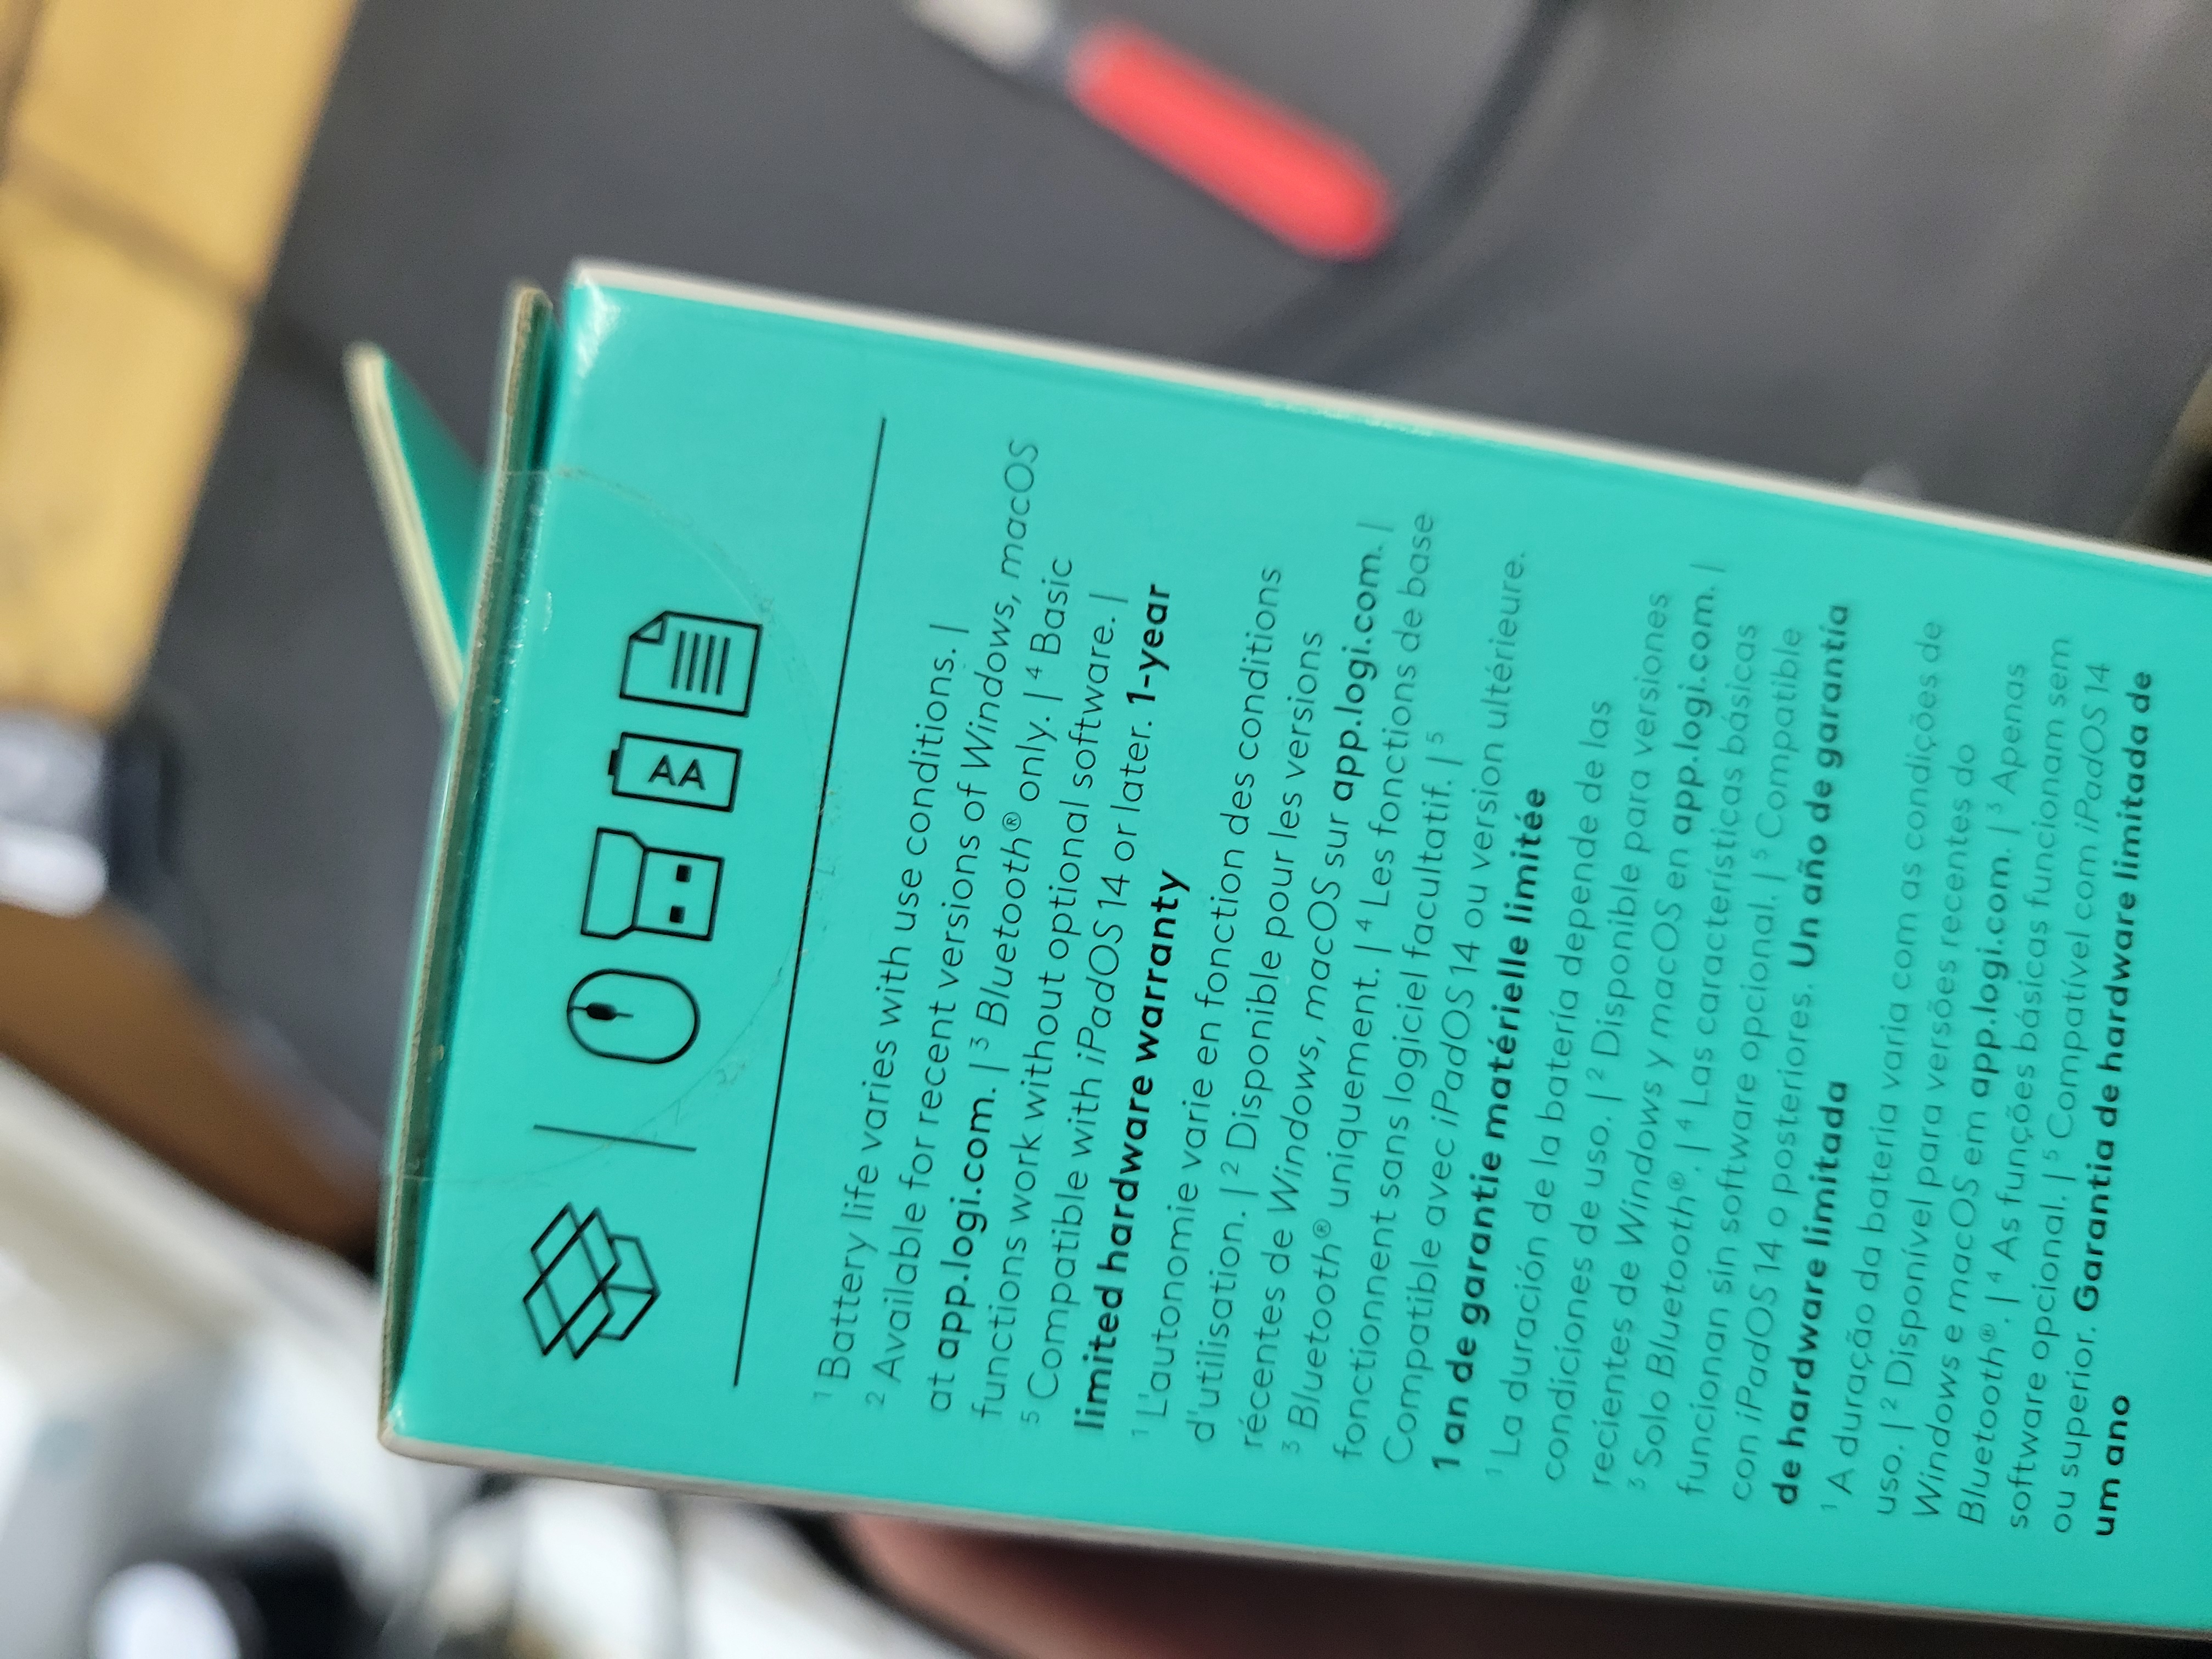 AA
¹ Battery life varies with use conditions. |
² Available for recent versions of Windows, macOS
at app.logi.com. | ³ Bluetooth® only. | ⁴ Basic
functions work without optional software. |
⁵ Compatible with iPadOS 14 or later. 1-year
limited hardware warranty
¹ L'autonomie varie en fonction des conditions
d'utilisation. | ² Disponible pour les versions
récentes de Windows, macOS sur app.logi.com. |
³ Bluetooth® uniquement. | ⁴ Les fonctions de base
fonctionnent sans logiciel facultatif. | ⁵
Compatible avec iPadOS 14 ou version ultérieure.
1 an de garantie matérielle limitée
¹ La duración de la batería depende de las
condiciones de uso. | ² Disponible para versiones
recientes de Windows y macOS en app.logi.com. |
³ Solo Bluetooth®. | ⁴ Las características básicas
funcionan sin software opcional. | ⁵ Compatible
con iPadOS 14 o posteriores. Un año de garantía
de hardware limitada
¹ A duração da bateria varia com as condições de
uso. | ² Disponível para versões recentes do
Windows e macOS em app.logi.com. | ³ Apenas
Bluetooth®. | ⁴ As funções básicas funcionam sem
software opcional. | ⁵ Compatível com iPadOS 14
ou superior. Garantia de hardware limitada de
um ano